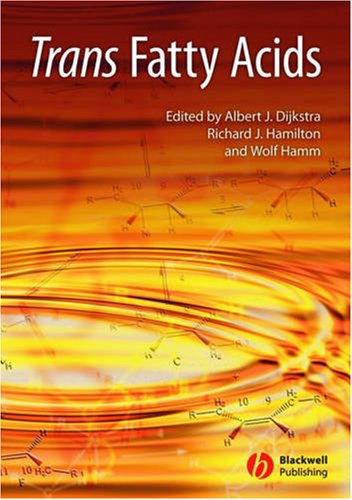 Trans Fatty Acids
Edited by Albert J. Dijkstra
Richard J. Hamilton
and Wolf Hamm
Blackwell
Publishing